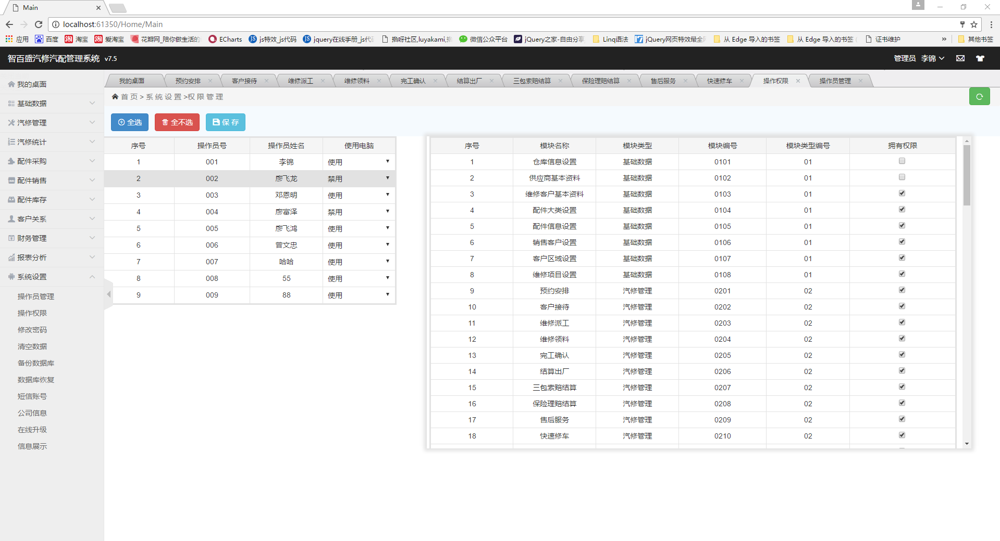 Main
localhost:61350/Home/Main
应用 百度 淘宝 爱淘宝 花瓣网_陪你做生活的 ECharts js特效_js代码 jquery在线手册_js代 撸呀社区,luyakami,撸 微信公众平台 jQuery之家-自由分享 Linq语法 jQuery网页特效最全 从 Edge 导入的书签 从 Edge 导入的书签 ( 证书维护 » 其他书签
智百盛汽修汽配管理系统 v7.5 管理员 李锦
我的桌面 预约安排 客户接待 维修派工 维修领料 完工确认 结算出厂 三包索赔结算 保险理赔结算 售后服务 快速修车 操作权限 操作员管理
首 页 > 系 统 设 置 >权 限 管 理
全选 全不选 保 存
我的桌面
基础数据
汽修管理
汽修统计
配件采购
配件销售
配件库存
客户关系
财务管理
报表分析
系统设置
操作员管理
操作权限
修改密码
清空数据
备份数据库
数据库恢复
短信账号
公司信息
在线升级
信息展示
序号 操作员号 操作员姓名 使用电脑
1 001 李锦 使用
2 002 廖飞龙 禁用
3 003 邓恩明 使用
4 004 廖富泽 禁用
5 005 廖飞鸿 使用
6 006 曾文忠 使用
7 007 哈哈 使用
8 008 55 使用
9 009 88 使用
序号 模块名称 模块类型 模块编号 模块类型编号 拥有权限
1 仓库信息设置 基础数据 0101 01
2 供应商基本资料 基础数据 0102 01
3 维修客户基本资料 基础数据 0103 01
4 配件大类设置 基础数据 0104 01
5 配件信息设置 基础数据 0105 01
6 销售客户设置 基础数据 0106 01
7 客户区域设置 基础数据 0107 01
8 维修项目设置 基础数据 0108 01
9 预约安排 汽修管理 0201 02
10 客户接待 汽修管理 0202 02
11 维修派工 汽修管理 0203 02
12 维修领料 汽修管理 0204 02
13 完工确认 汽修管理 0205 02
14 结算出厂 汽修管理 0206 02
15 三包索赔结算 汽修管理 0207 02
16 保险理赔结算 汽修管理 0208 02
17 售后服务 汽修管理 0209 02
18 快速修车 汽修管理 0210 02